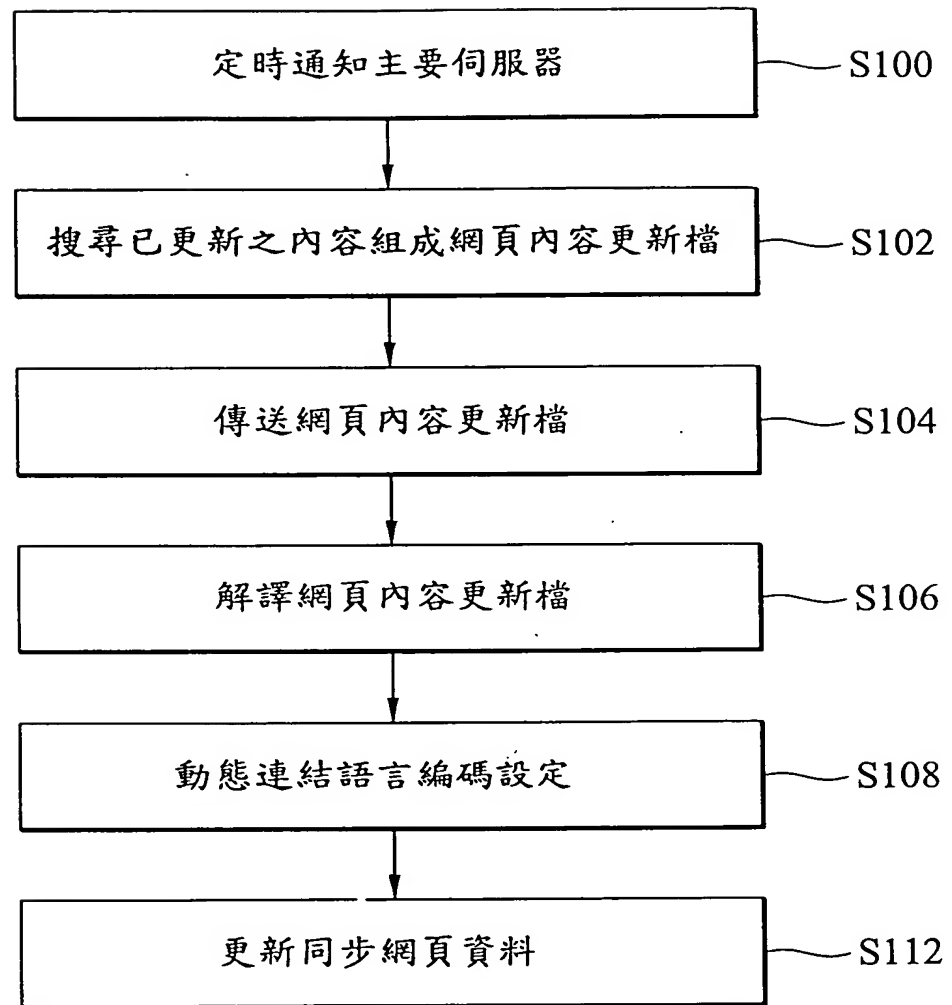 定時通知主要伺服器 S100
搜尋已更新之內容組成網頁內容更新檔 S102
傳送網頁內容更新檔 S104
解譯網頁內容更新檔 S106
動態連結語言編碼設定 S108
更新同步網頁資料 S112